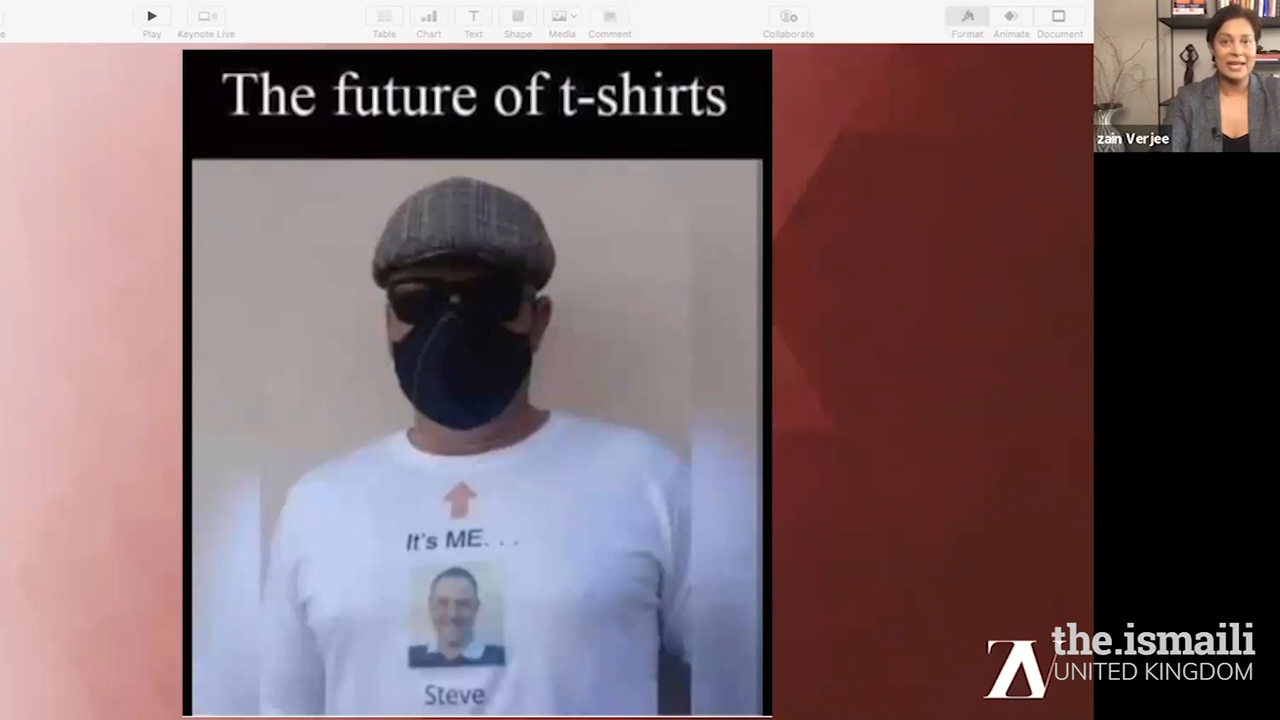 e
Play
Keynote Live
Table
Chart
Text
Shape
Media
Comment
Collaborate
Format
Animate
Document
zain Verjee
The future of t-shirts
It's ME. . .
Steve
the.ismaili
UNITED KINGDOM